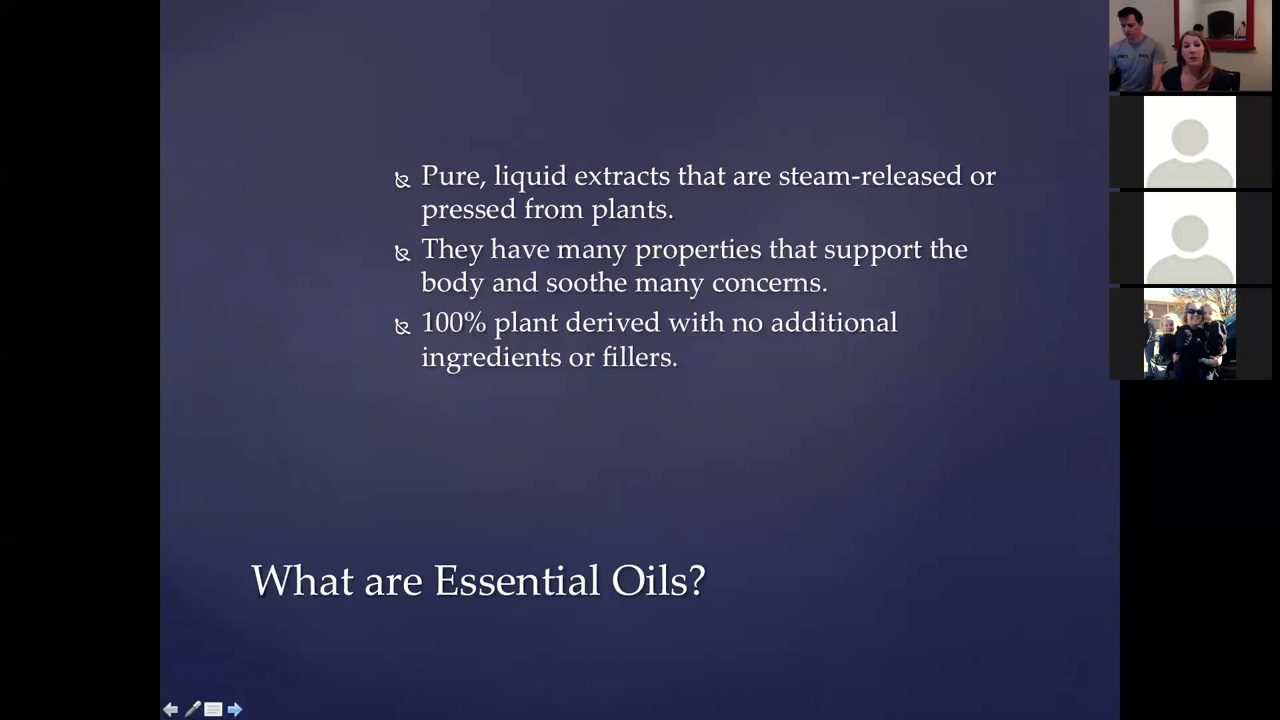 Pure, liquid extracts that are steam-released or
pressed from plants.
They have many properties that support the
body and soothe many concerns.
100% plant derived with no additional
ingredients or fillers.
What are Essential Oils?